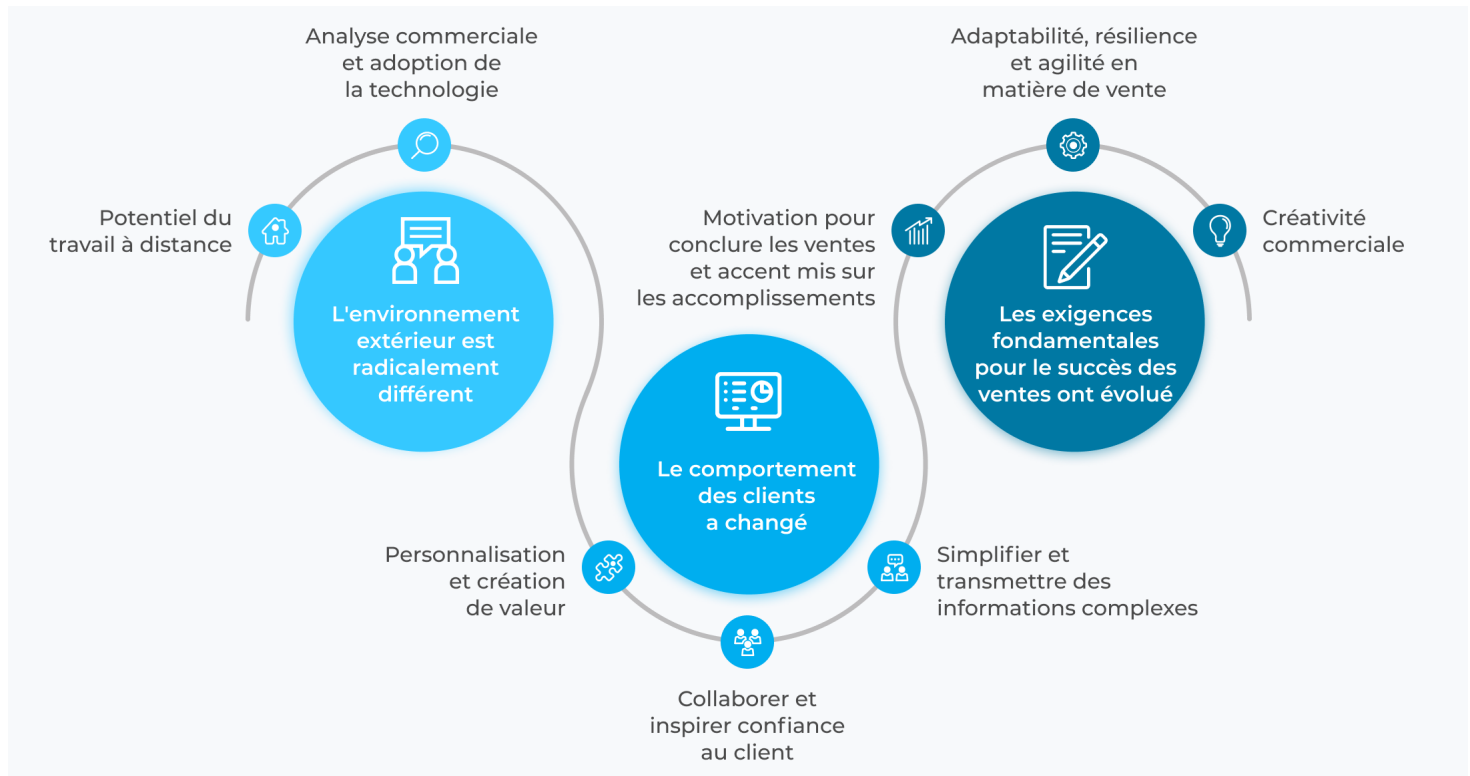 Analyse commerciale
et adoption de
la technologie
Potentiel du
travail à distance
L'environnement
extérieur est
radicalement
différent
Personnalisation
et création
de valeur
Le comportement
des clients
a changé
Collaborer et
inspirer confiance
au client
Simplifier et
transmettre des
informations complexes
Motivation pour
conclure les ventes
et accent mis sur
les accomplissements
Adaptabilité, résilience
et agilité en
matière de vente
Les exigences
fondamentales
pour le succès des
ventes ont évolué
Créativité
commerciale